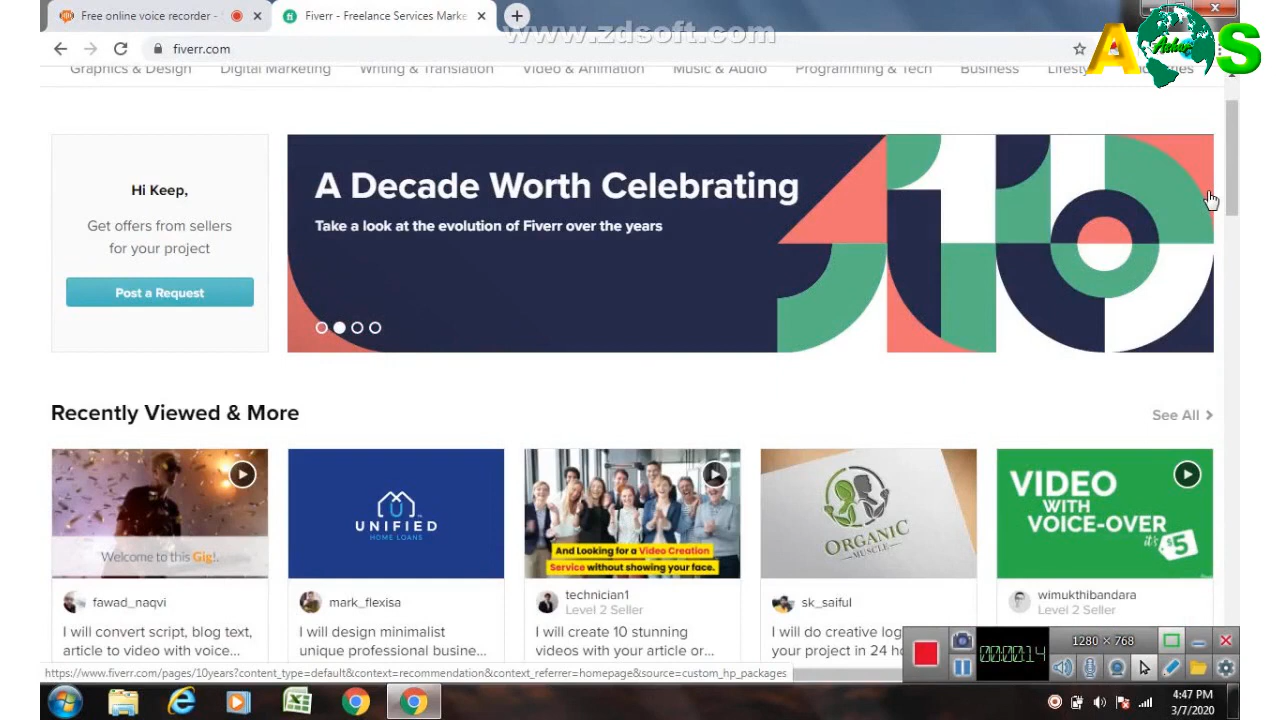 Free online voice recorder -
Fiverr - Freelance Services Marke
www.zdsoft.com
fiverr.com
A S
Graphics & Design
Digital Marketing
Writing & Translation
Video & Animation
Music & Audio
Programming & Tech
Business
Hi Keep,
Get offers from sellers
for your project
Post a Request
A Decade Worth Celebrating
Take a look at the evolution of Fiverr over the years
Recently Viewed & More
See All
Welcome to this Gig!.
UNIFIED
HOME LOANS
And Looking for a Video Creation
Service without showing your face.
ORGANIC
MUSCLE
VIDEO
WITH
VOICE-OVER
it's $5
fawad_naqvi
I will convert script, blog text,
article to video with voice...
mark_flexisa
I will design minimalist
unique professional busine...
technician1
Level 2 Seller
I will create 10 stunning
videos with your article or...
sk_saiful
I will do creative log
your project in 24 h
wimukthibandara
Level 2 Seller
1280 × 768
00:00:14
https://www.fiverr.com/pages/10years?content_type=default&context=recommendation&context_referrer=homepage&source=custom_hp_packages
4:47 PM
3/7/2020